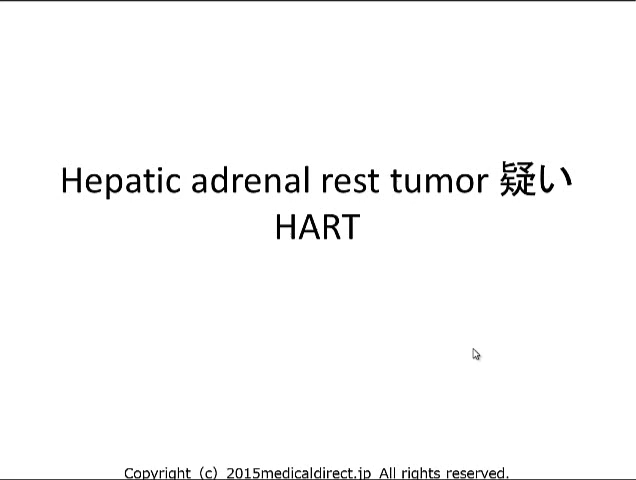 Hepatic adrenal rest tumor 疑い
HART
Copyright (c) 2015medicaldirect.jp All rights reserved.